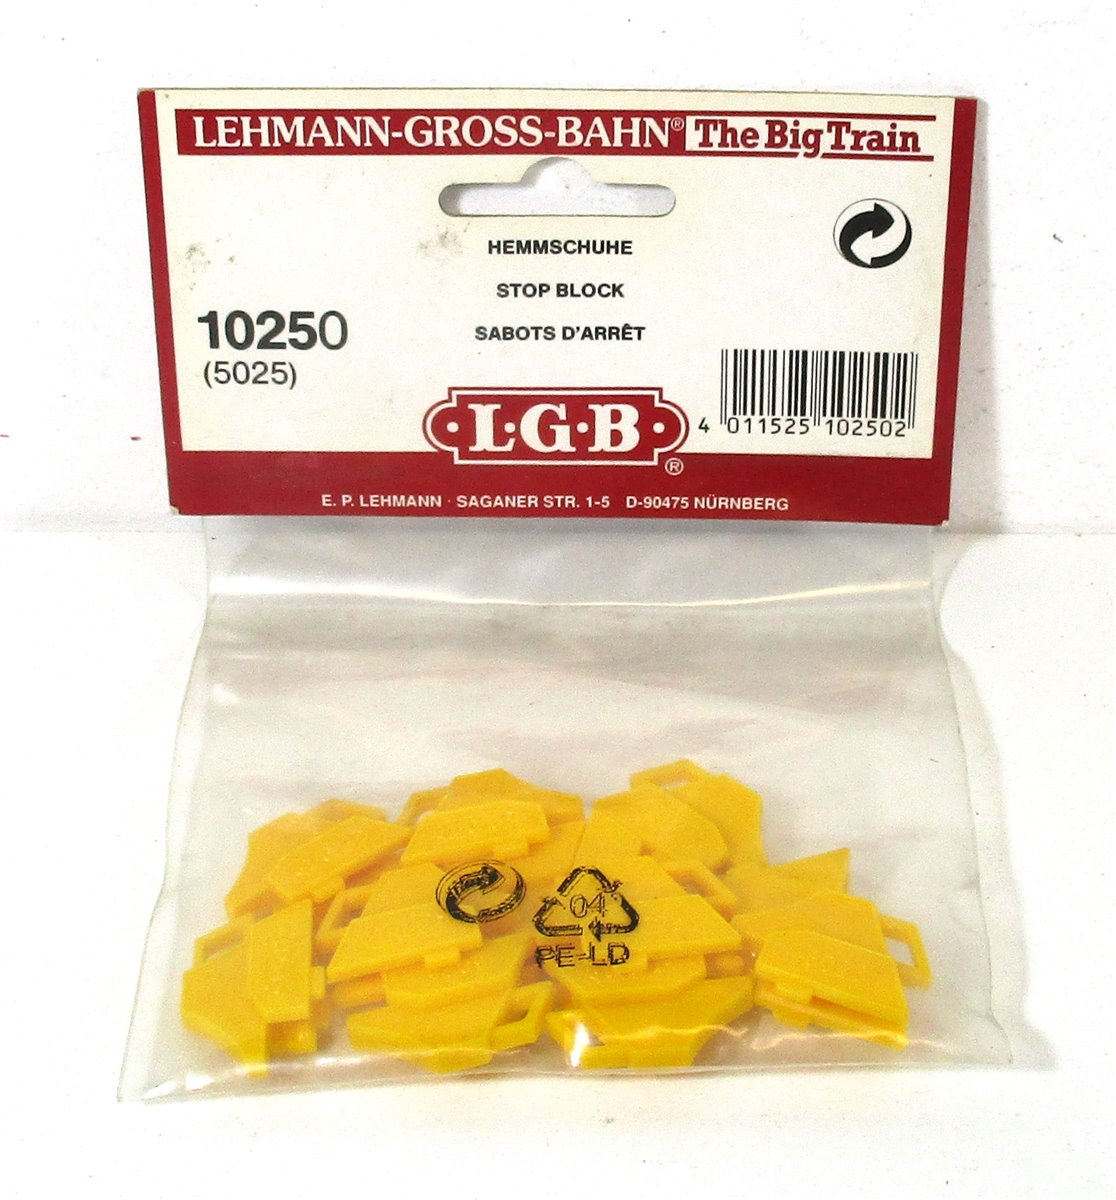 LEHMANN-GROSS-BAHN® The Big Train
HEMMSCHUHE
STOP BLOCK
SABOTS D'ARRÊT
10250
(5025)
L·G·B
®
4 011525 102502
E. P. LEHMANN · SAGANER STR. 1-5 D-90475 NÜRNBERG
04
PE-LD